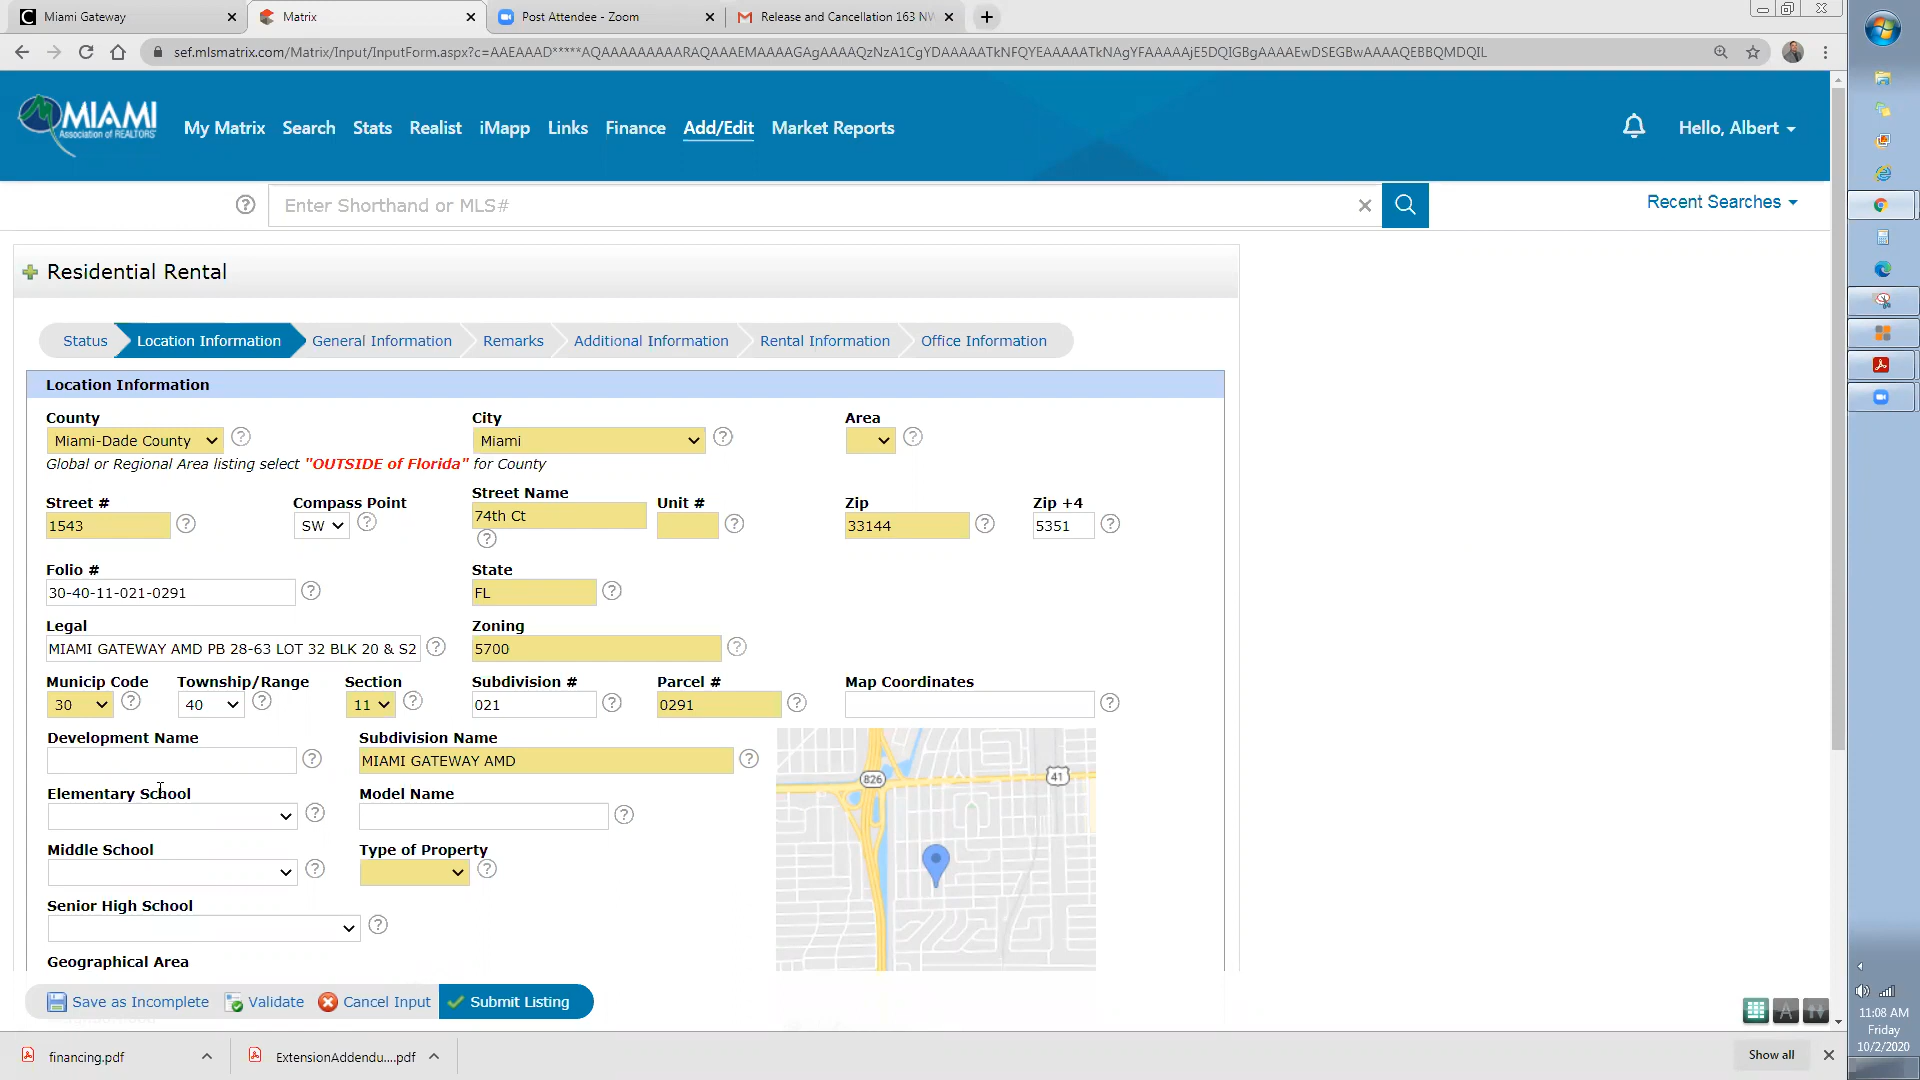 Miami Gateway
Matrix
Post Attendee - Zoom
Release and Cancellation 163 NW
sef.mlsmatrix.com/Matrix/Input/InputForm.aspx?c=AAEAAAD*****AQAAAAAAAAARAQAAAEMAAAAGAgAAAAQzNzA1CgYDAAAAATkNFQYEAAAAATkNAgYFAAAAAjE5DQIGBgAAAAEwDSEGBwAAAAQEBBQMDQIL
MIAMI
Association of REALTORS®
My Matrix Search Stats Realist iMapp Links Finance Add/Edit Market Reports
Hello, Albert
Enter Shorthand or MLS#
Recent Searches
Residential Rental
Status Location Information General Information Remarks Additional Information Rental Information Office Information
Location Information
County City Area
Miami-Dade County Miami
Global or Regional Area listing select "OUTSIDE of Florida" for County
Street # Compass Point Street Name Unit # Zip Zip +4
1543 SW 74th Ct 33144 5351
Folio # State
30-40-11-021-0291 FL
Legal Zoning
MIAMI GATEWAY AMD PB 28-63 LOT 32 BLK 20 & S2 5700
Municip Code Township/Range Section Subdivision # Parcel # Map Coordinates
30 40 11 021 0291
Development Name Subdivision Name
MIAMI GATEWAY AMD
826 41
Elementary School Model Name
Middle School Type of Property
Senior High School
Geographical Area
Save as Incomplete Validate Cancel Input Submit Listing
financing.pdf ExtensionAddendu....pdf Show all
11:08 AM
Friday
10/2/2020